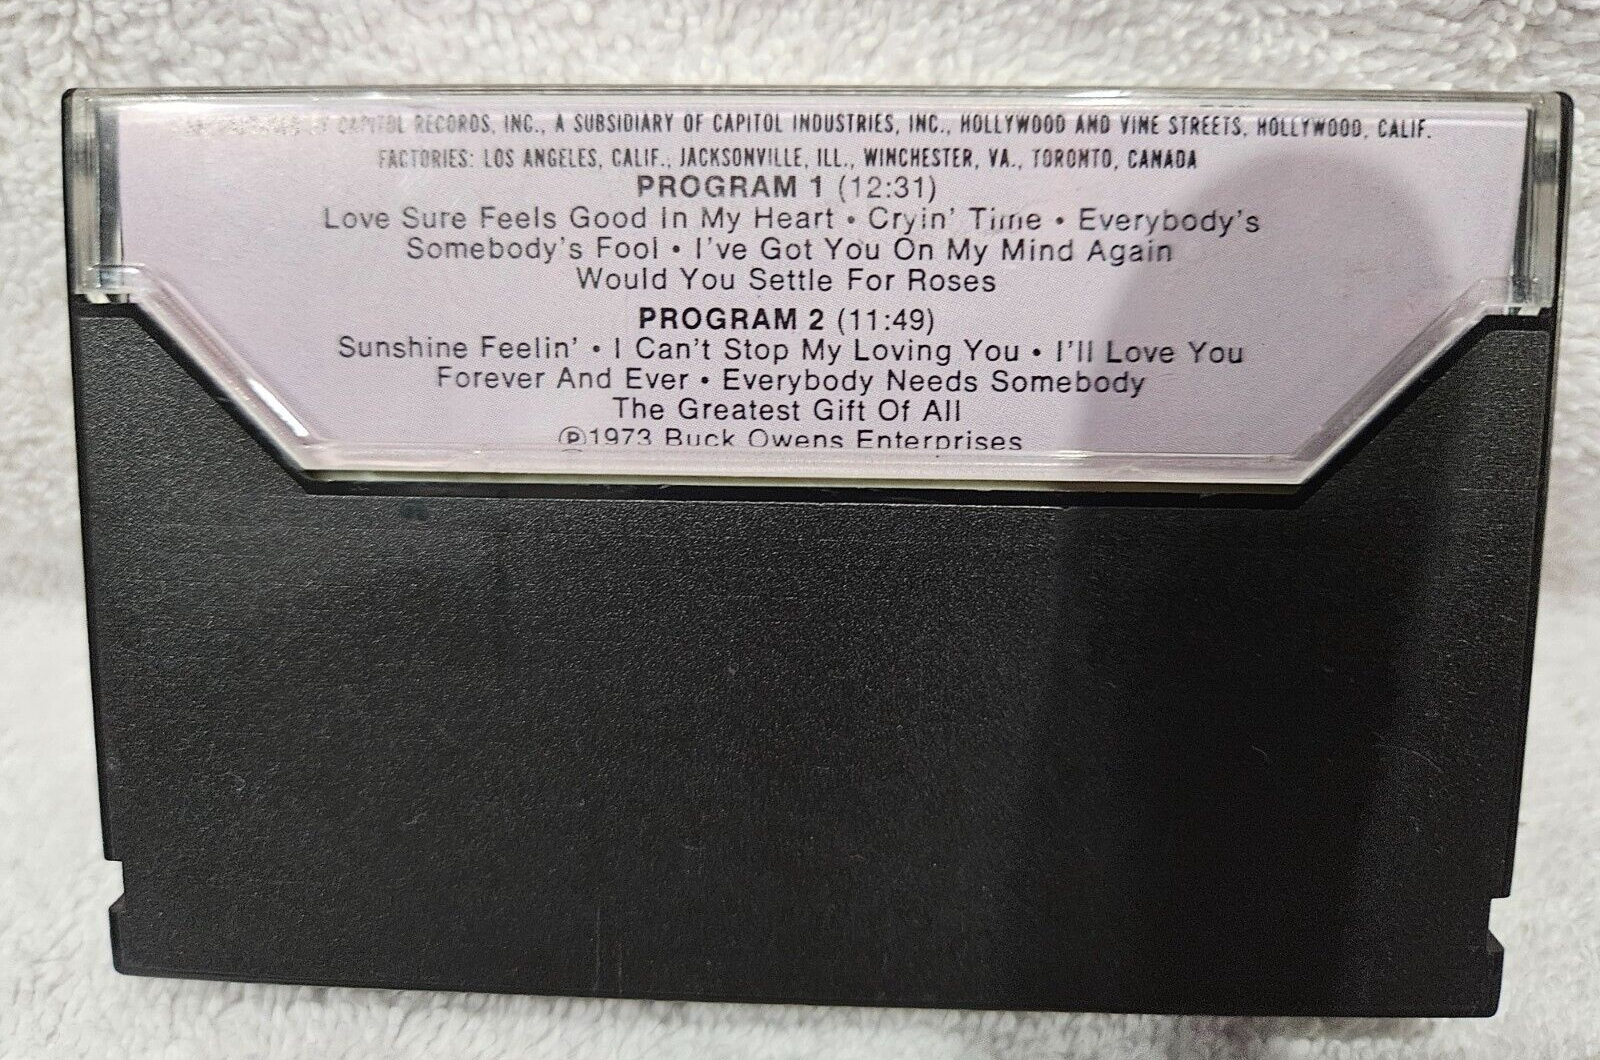 BY CAPITOL RECORDS, INC., A SUBSIDIARY OF CAPITOL INDUSTRIES, INC., HOLLYWOOD AND VINE STREETS, HOLLYWOOD, CALIF.
FACTORIES: LOS ANGELES, CALIF., JACKSONVILLE, ILL., WINCHESTER, VA., TORONTO, CANADA
PROGRAM 1 (12:31)
Love Sure Feels Good In My Heart • Cryin' Time • Everybody's
Somebody's Fool • I've Got You On My Mind Again
Would You Settle For Roses
PROGRAM 2 (11:49)
Sunshine Feelin' • I Can't Stop My Loving You • I'll Love You
Forever And Ever • Everybody Needs Somebody
The Greatest Gift Of All
Ⓟ1973 Buck Owens Enterprises